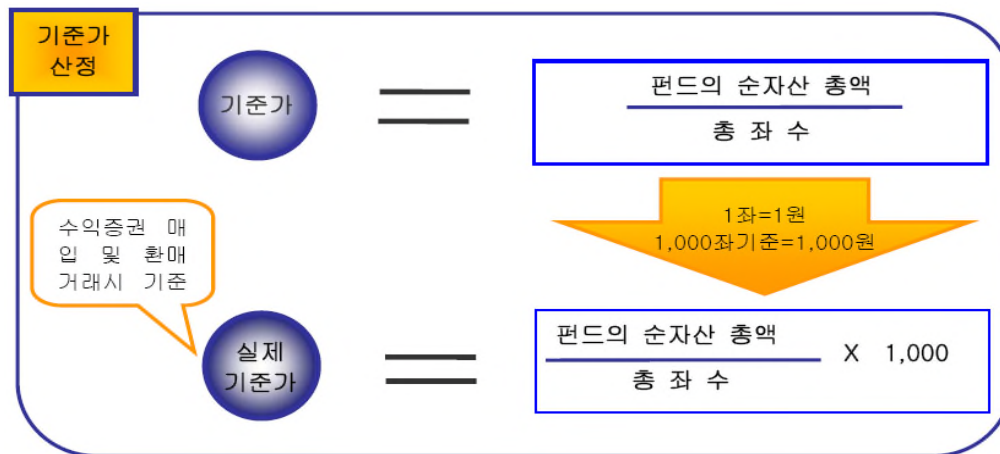 기준가
산정
기준가
펀드의 순자산 총액
총 좌 수
1좌=1원
1,000좌기준=1,000원
수익증권 매
입 및 환매
거래시 기준
실제
기준가
펀드의 순자산 총액
총 좌 수
X 1,000